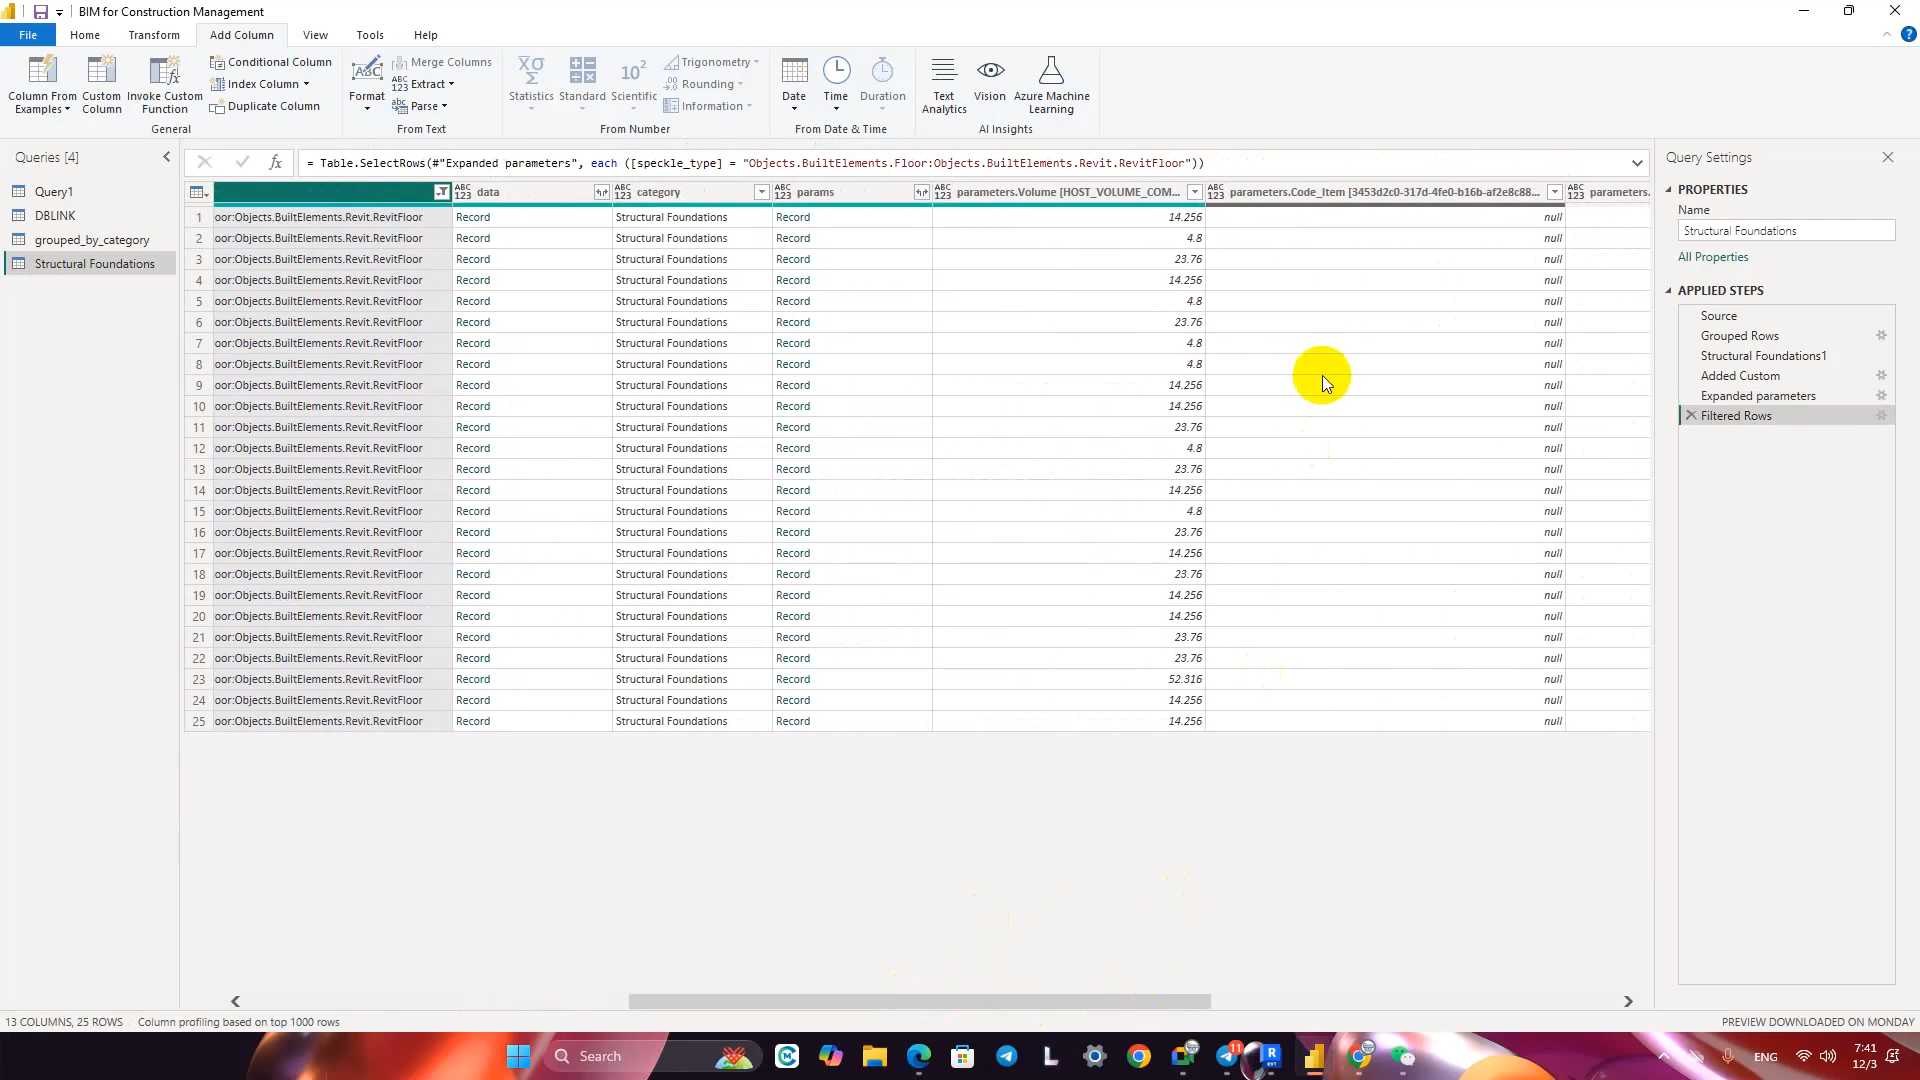 BIM for Construction Management
File Home Transform Add Column View Tools Help
Column From Examples
Custom Column
Invoke Custom Function
Conditional Column
Index Column
Duplicate Column
General
Format
Merge Columns
Extract
Parse
From Text
Statistics
Standard
Scientific
Trigonometry
Rounding
Information
From Number
Date
Time
Duration
From Date & Time
Text Analytics
Vision
Azure Machine Learning
AI Insights
Queries [4]
Query1
DBLINK
grouped_by_category
Structural Foundations
= Table.SelectRows(#"Expanded parameters", each ([speckle_type] = "Objects.BuiltElements.Floor:Objects.BuiltElements.Revit.RevitFloor"))
data category params parameters.Volume [HOST_VOLUME_COM... parameters.Code_Item [3453d2c0-317d-4fe0-b16b-af2e8c88... parameters.
1 oor:Objects.BuiltElements.Revit.RevitFloor Record Structural Foundations Record 14.256 null
2 oor:Objects.BuiltElements.Revit.RevitFloor Record Structural Foundations Record 4.8 null
3 oor:Objects.BuiltElements.Revit.RevitFloor Record Structural Foundations Record 23.76 null
4 oor:Objects.BuiltElements.Revit.RevitFloor Record Structural Foundations Record 14.256 null
5 oor:Objects.BuiltElements.Revit.RevitFloor Record Structural Foundations Record 4.8 null
6 oor:Objects.BuiltElements.Revit.RevitFloor Record Structural Foundations Record 23.76 null
7 oor:Objects.BuiltElements.Revit.RevitFloor Record Structural Foundations Record 4.8 null
8 oor:Objects.BuiltElements.Revit.RevitFloor Record Structural Foundations Record 4.8 null
9 oor:Objects.BuiltElements.Revit.RevitFloor Record Structural Foundations Record 14.256 null
10 oor:Objects.BuiltElements.Revit.RevitFloor Record Structural Foundations Record 14.256 null
11 oor:Objects.BuiltElements.Revit.RevitFloor Record Structural Foundations Record 23.76 null
12 oor:Objects.BuiltElements.Revit.RevitFloor Record Structural Foundations Record 4.8 null
13 oor:Objects.BuiltElements.Revit.RevitFloor Record Structural Foundations Record 23.76 null
14 oor:Objects.BuiltElements.Revit.RevitFloor Record Structural Foundations Record 14.256 null
15 oor:Objects.BuiltElements.Revit.RevitFloor Record Structural Foundations Record 4.8 null
16 oor:Objects.BuiltElements.Revit.RevitFloor Record Structural Foundations Record 23.76 null
17 oor:Objects.BuiltElements.Revit.RevitFloor Record Structural Foundations Record 14.256 null
18 oor:Objects.BuiltElements.Revit.RevitFloor Record Structural Foundations Record 23.76 null
19 oor:Objects.BuiltElements.Revit.RevitFloor Record Structural Foundations Record 14.256 null
20 oor:Objects.BuiltElements.Revit.RevitFloor Record Structural Foundations Record 14.256 null
21 oor:Objects.BuiltElements.Revit.RevitFloor Record Structural Foundations Record 23.76 null
22 oor:Objects.BuiltElements.Revit.RevitFloor Record Structural Foundations Record 23.76 null
23 oor:Objects.BuiltElements.Revit.RevitFloor Record Structural Foundations Record 52.316 null
24 oor:Objects.BuiltElements.Revit.RevitFloor Record Structural Foundations Record 14.256 null
25 oor:Objects.BuiltElements.Revit.RevitFloor Record Structural Foundations Record 14.256 null
Query Settings
PROPERTIES
Name
Structural Foundations
All Properties
APPLIED STEPS
Source
Grouped Rows
Structural Foundations1
Added Custom
Expanded parameters
Filtered Rows
13 COLUMNS, 25 ROWS Column profiling based on top 1000 rows
PREVIEW DOWNLOADED ON MONDAY
Search
11
ENG
7:41
12/3